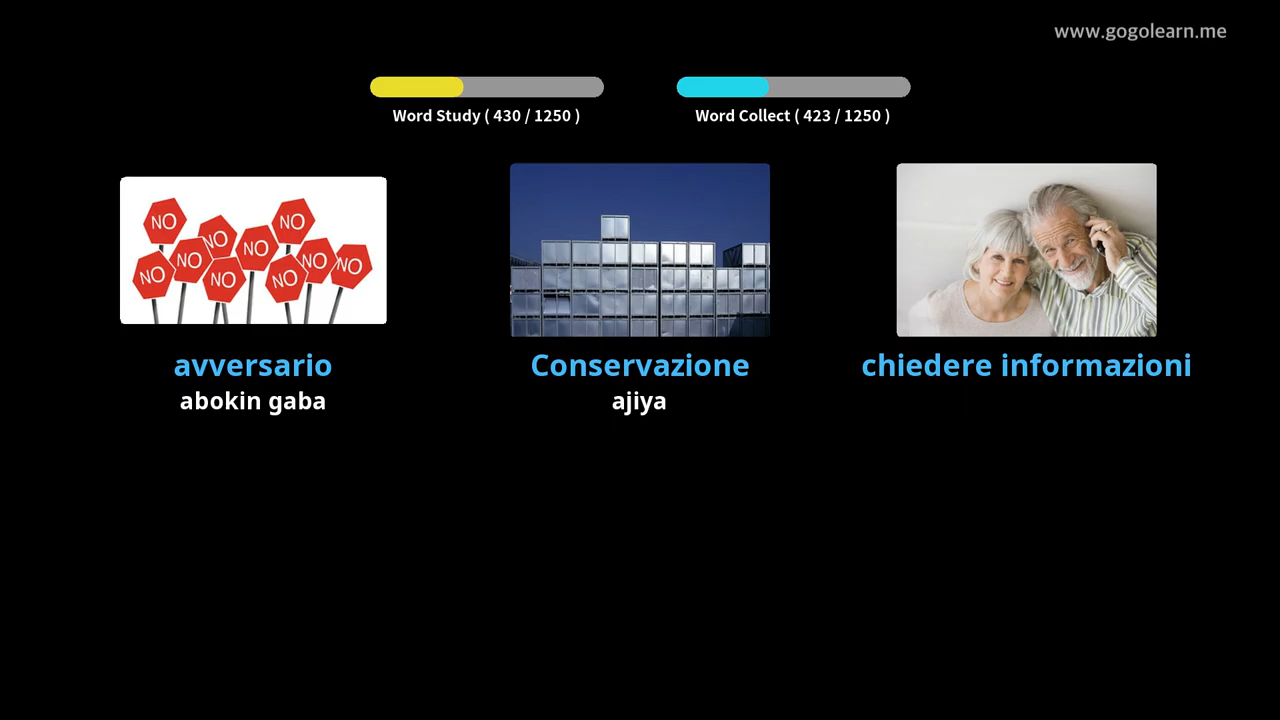 www.gogolearn.me
Word Study ( 430 / 1250 )
Word Collect ( 423 / 1250 )
NO NO NO NO NO NO NO NO NO
avversario
abokin gaba
Conservazione
ajiya
chiedere informazioni